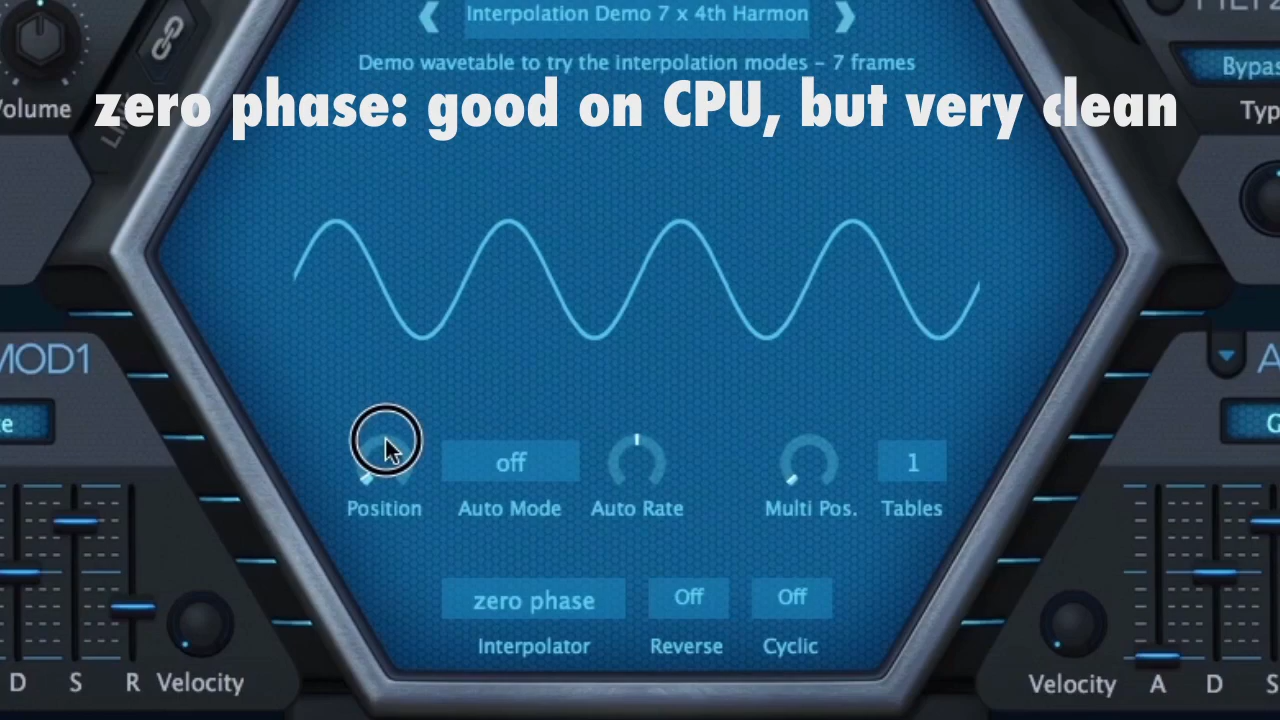 Interpolation Demo 7 x 4th Harmon
Demo wavetable to try the interpolation modes - 7 frames
Bypas
zero phase: good on CPU, but very clean
Volume
Typ
MOD1
off
1
Position
Auto Mode
Auto Rate
Multi Pos.
Tables
zero phase
Off
Off
Interpolator
Reverse
Cyclic
D S R Velocity
Velocity A D S